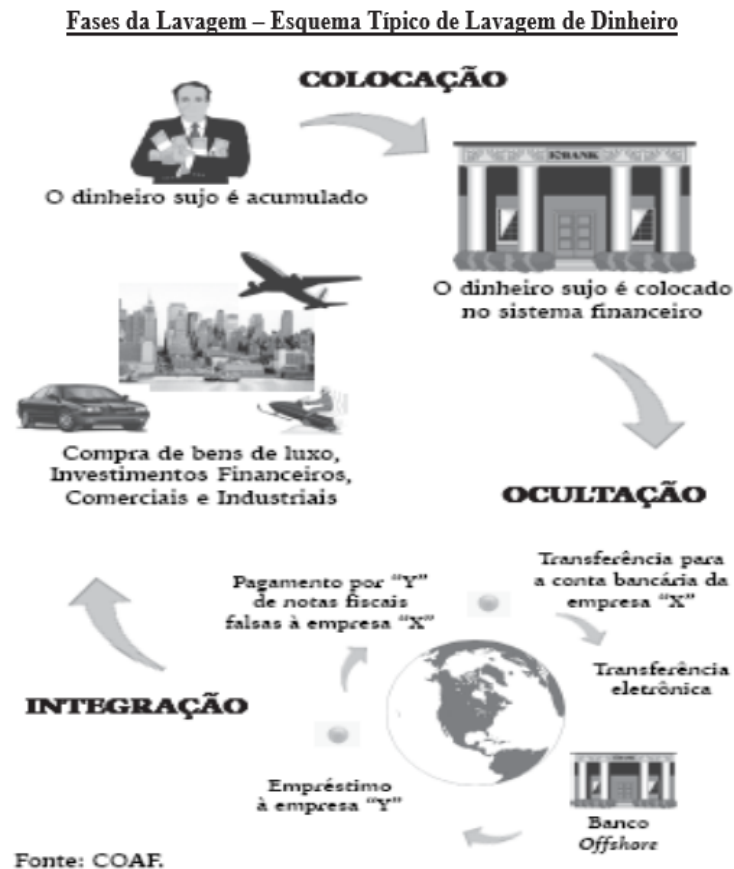 Fases da Lavagem – Esquema Típico de Lavagem de Dinheiro
COLOCAÇÃO
O dinheiro sujo é acumulado
BANK
O dinheiro sujo é colocado
no sistema financeiro
Compra de bens de luxo,
Investimentos Financeiros,
Comerciais e Industriais
OCULTAÇÃO
Transferência para
a conta bancária da
empresa “X”
Transferência
eletrônica
Banco
Offshore
Empréstimo
à empresa “Y”
Pagamento por “Y”
de notas fiscais
falsas à empresa “X”
INTEGRAÇÃO
Fonte: COAF.